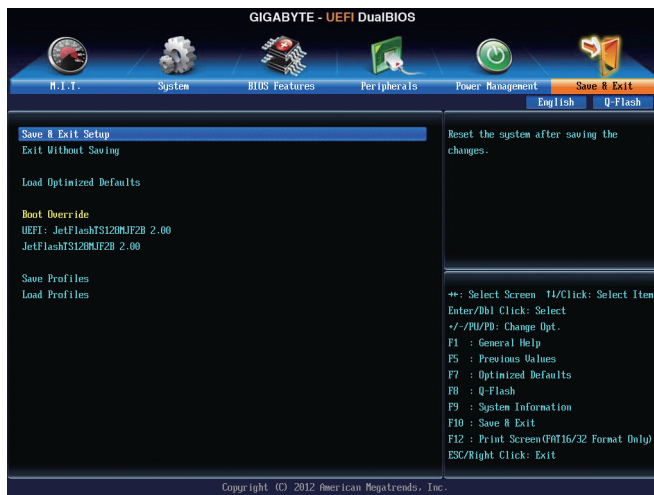 GIGABYTE - UEFI DualBIOS
M.I.T.
System
BIOS Features
Peripherals
Power Management
Save & Exit
English
Q-Flash
Save & Exit Setup
Exit Without Saving
Load Optimized Defaults
Boot Override
UEFI: JetFlashTS128MJF2B 2.00
JetFlashTS128MJF2B 2.00
Save Profiles
Load Profiles
Reset the system after saving the
changes.
→←: Select Screen ↑↓/Click: Select Item
Enter/Dbl Click: Select
+/-/PU/PD: Change Opt.
F1 : General Help
F5 : Previous Values
F7 : Optimized Defaults
F8 : Q-Flash
F9 : System Information
F10 : Save & Exit
F12 : Print Screen(FAT16/32 Format Only)
ESC/Right Click: Exit
Copyright (C) 2012 American Megatrends, Inc.